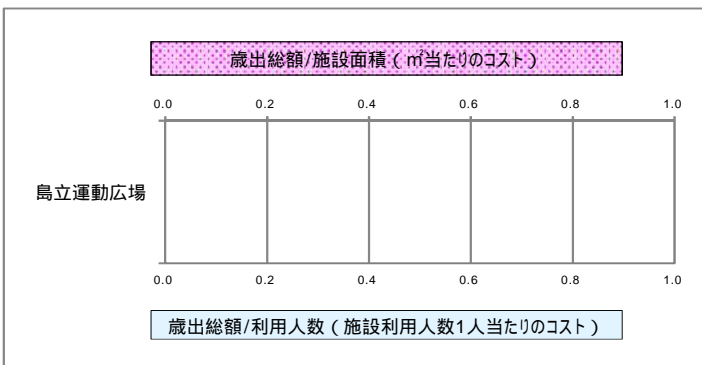 歳出総額/施設面積(㎡当たりのコスト)
0.0 0.2 0.4 0.6 0.8 1.0
島立運動広場
0.0 0.2 0.4 0.6 0.8 1.0
歳出総額/利用人数(施設利用人数1人当たりのコスト)